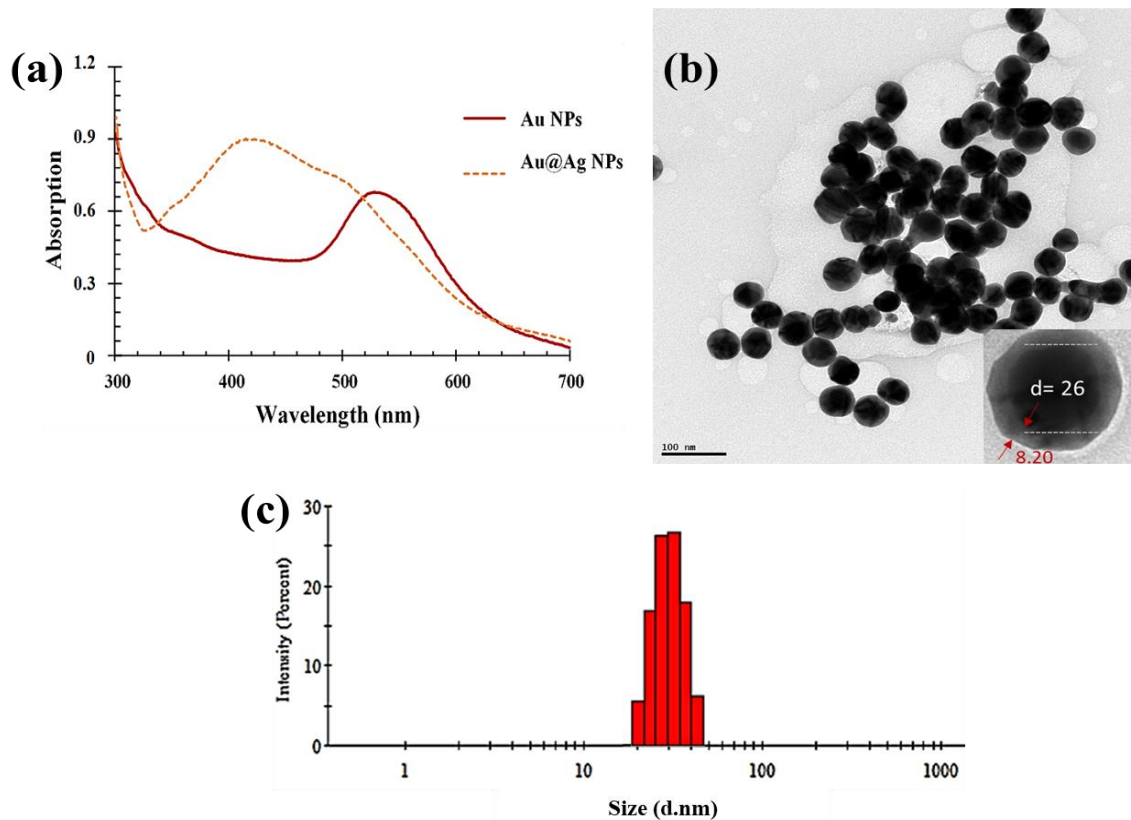 (a)
1.2
0.9
0.6
0.3
0
Absorption
300
400
500
600
700
Wavelength (nm)
Au NPs
Au@Ag NPs
(b)
100 nm
d= 26
8.20
(c)
30
20
10
0
Intensity (Percent)
1
10
100
1000
Size (d.nm)